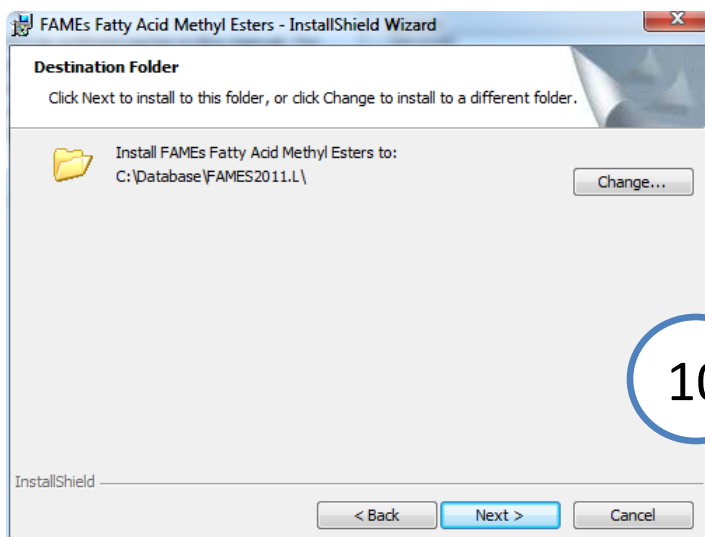 FAMEs Fatty Acid Methyl Esters - InstallShield Wizard
Destination Folder
Click Next to install to this folder, or click Change to install to a different folder.
Install FAMEs Fatty Acid Methyl Esters to:
C:\Database\FAMES2011.L\
Change...
10
InstallShield
< Back
Next >
Cancel